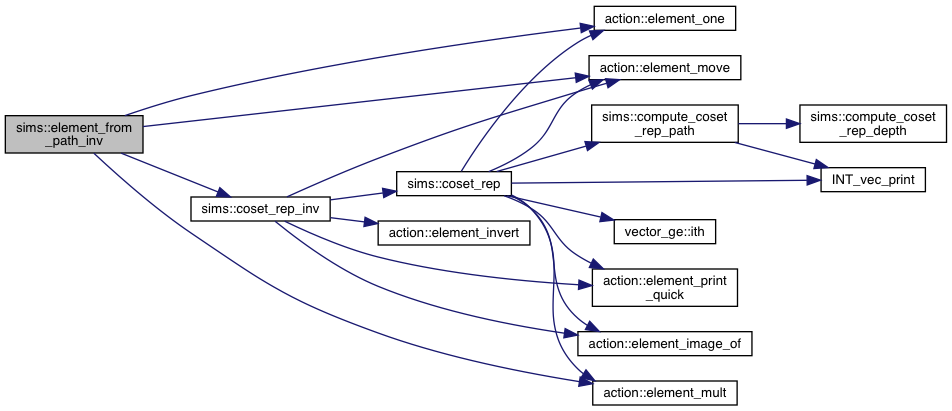 action::element_one
action::element_move
sims::element_from
_path_inv
sims::compute_coset
_rep_path
sims::compute_coset
_rep_depth
sims::coset_rep
INT_vec_print
sims::coset_rep_inv
action::element_invert
vector_ge::ith
action::element_print
_quick
action::element_image_of
action::element_mult